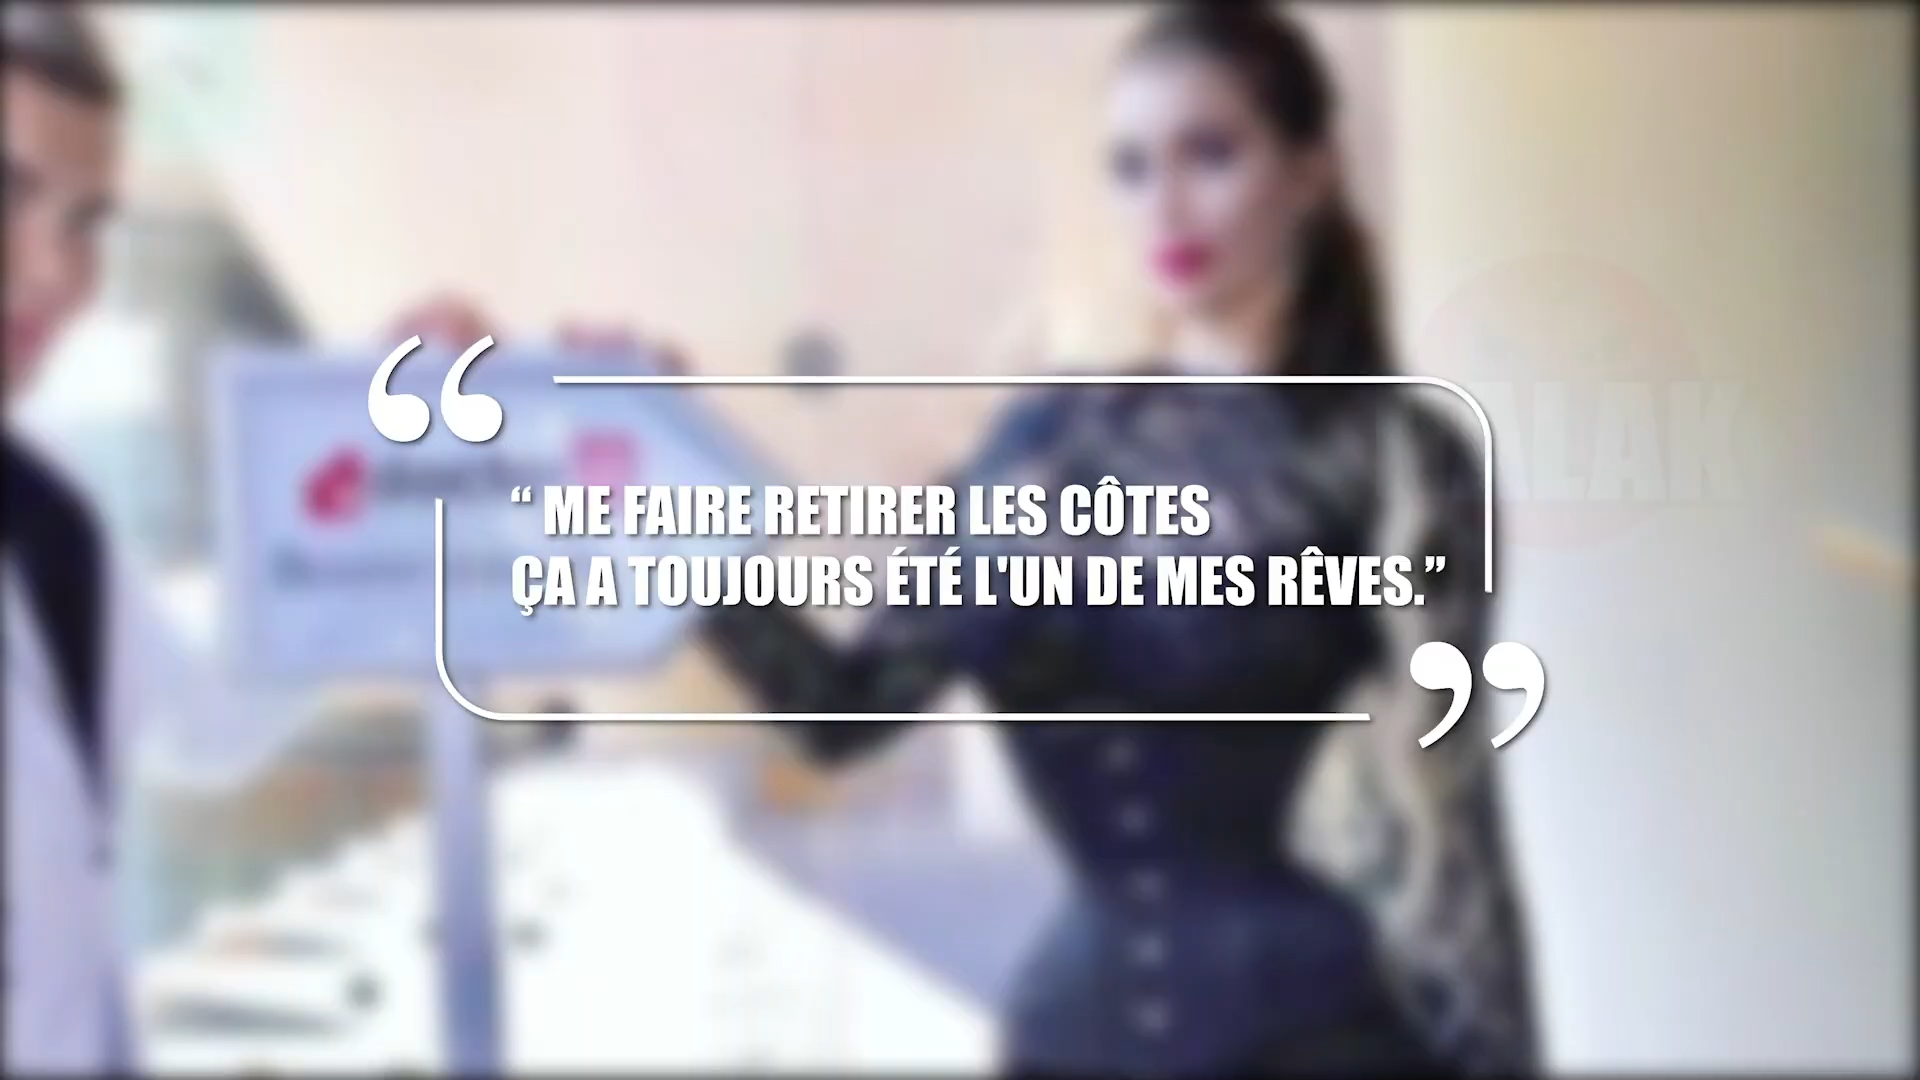 “ ME FAIRE RETIRER LES CÔTES
ÇA A TOUJOURS ÉTÉ L'UN DE MES RÊVES.”